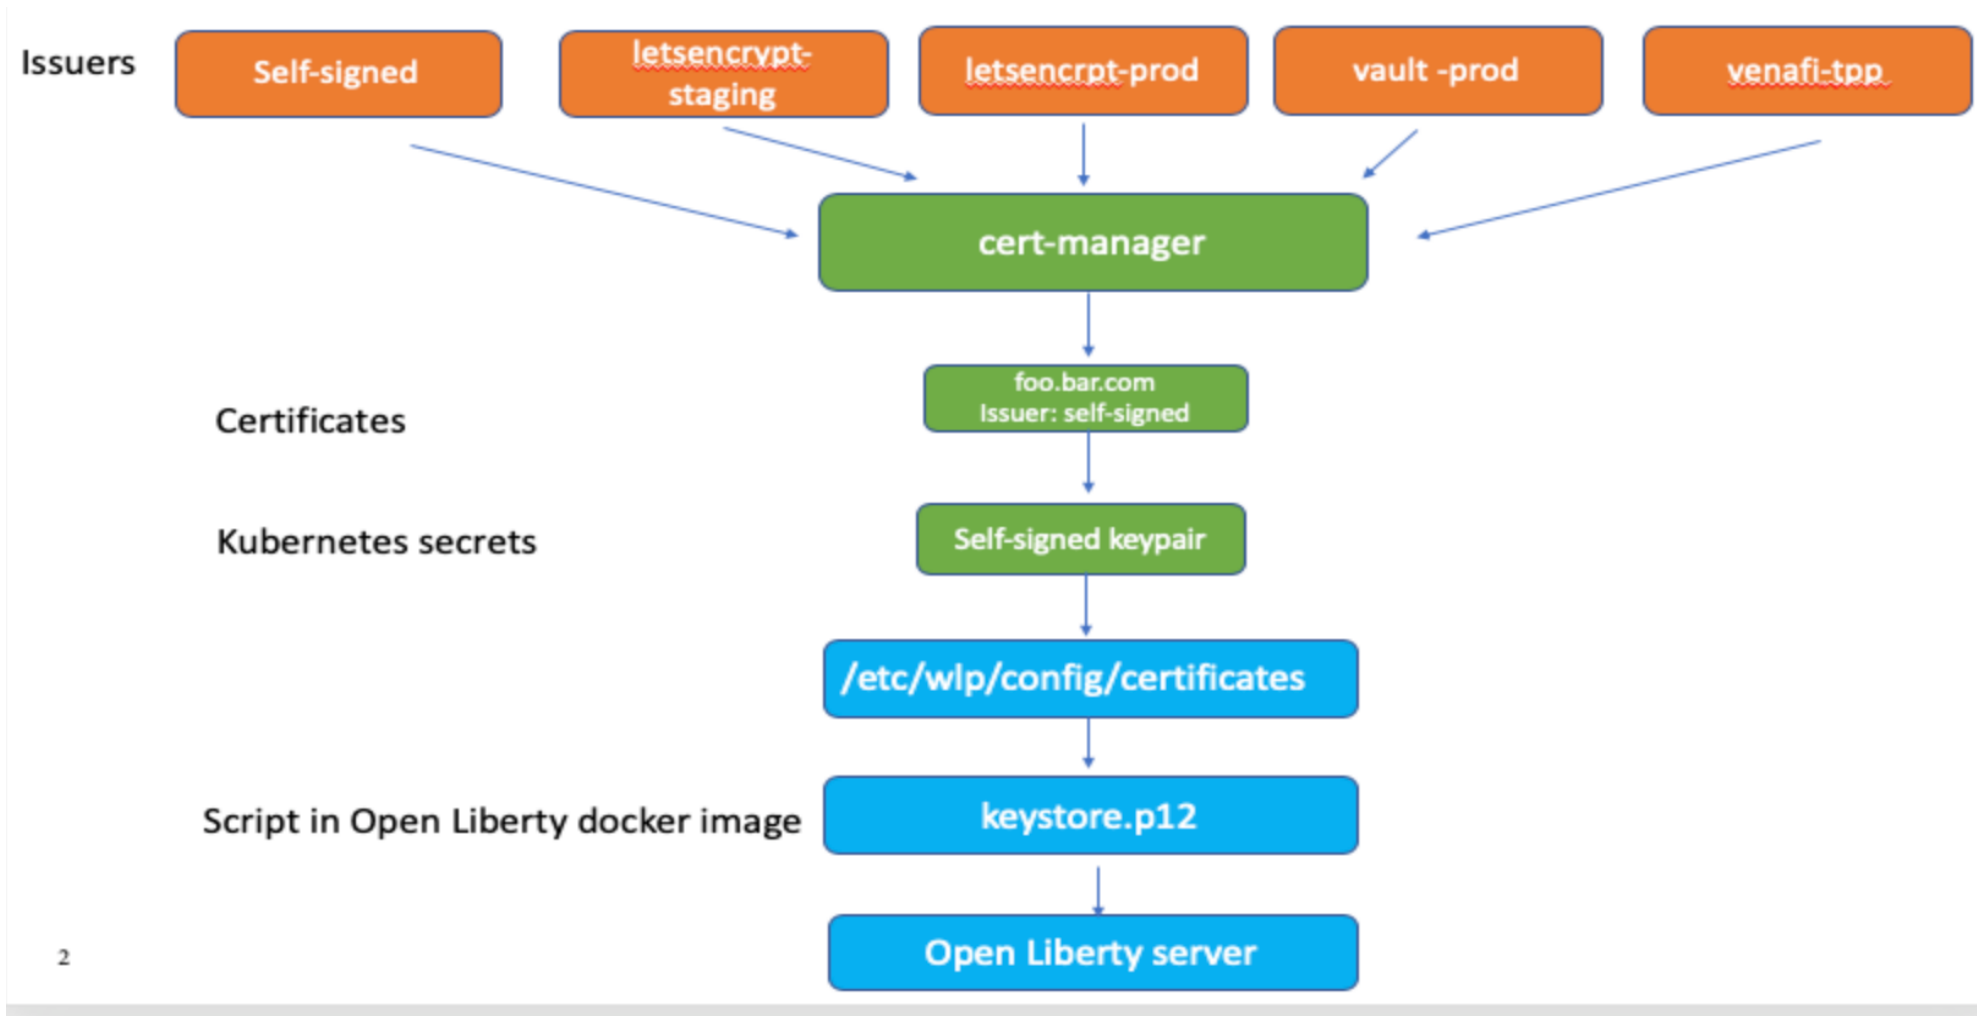 Issuers
Self-signed
letsencrypt-
staging
letsencrpt-prod
vault -prod
venafi-tpp
cert-manager
foo.bar.com
Issuer: self-signed
Certificates
Kubernetes secrets
Self-signed keypair
/etc/wlp/config/certificates
Script in Open Liberty docker image
keystore.p12
Open Liberty server
2